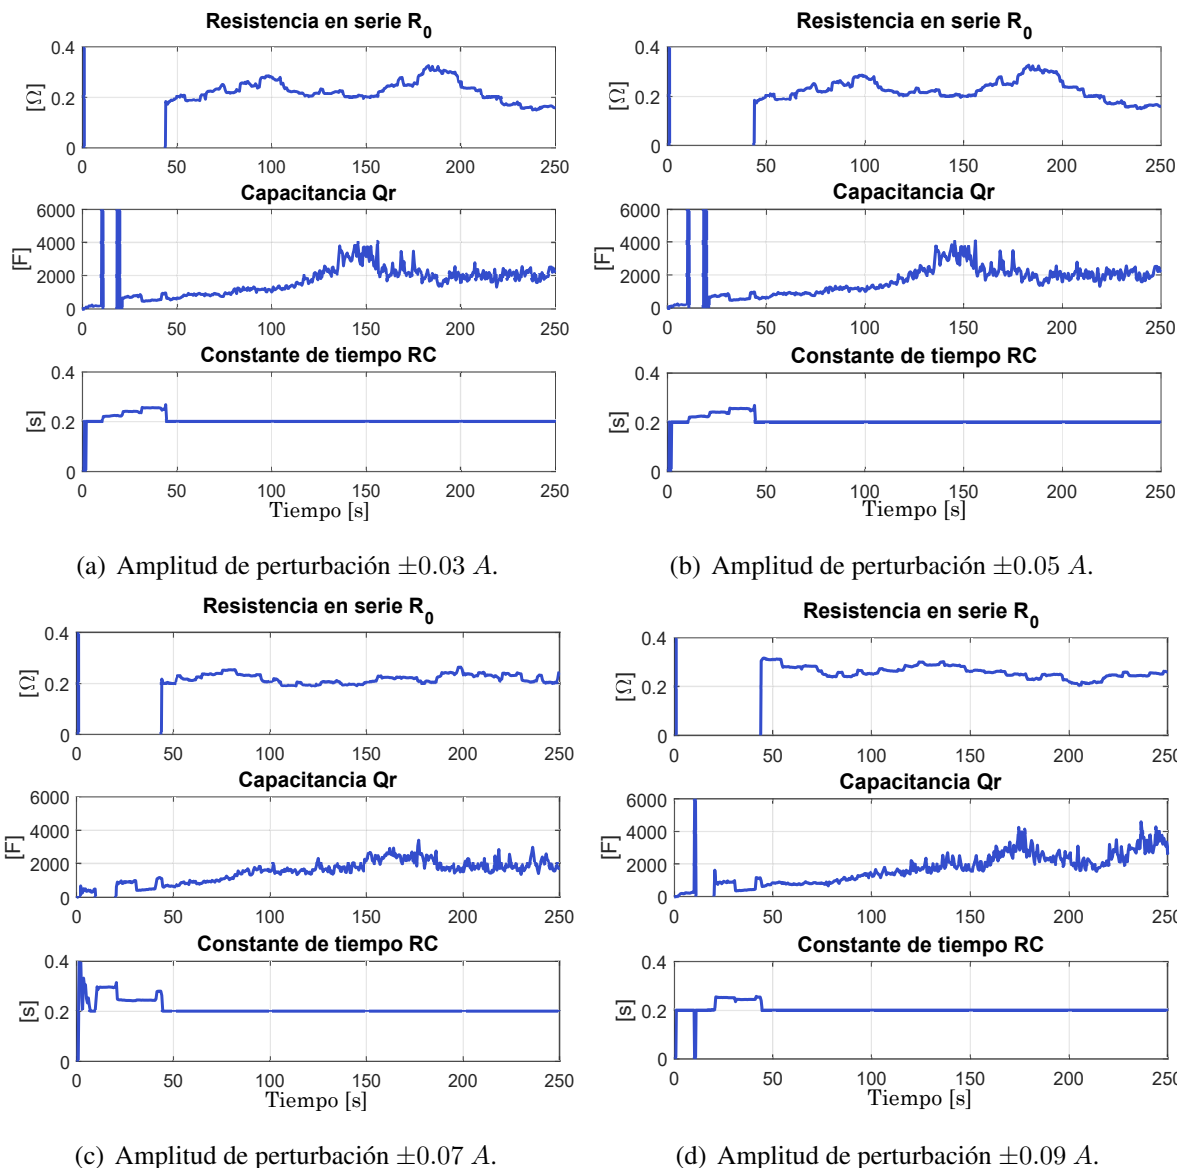 Resistencia en serie R0
0.4
0.2
0
[Ω]
0 50 100 150 200 250
Capacitancia Qr
6000
4000
2000
0
[F]
0 50 100 150 200 250
Constante de tiempo RC
0.4
0.2
0
[s]
0 50 100 150 200 250
Tiempo [s]
(a) Amplitud de perturbación ±0.03 A.
Resistencia en serie R0
0.4
0.2
0
[Ω]
0 50 100 150 200 250
Capacitancia Qr
6000
4000
2000
0
[F]
0 50 100 150 200 250
Constante de tiempo RC
0.4
0.2
0
[s]
0 50 100 150 200 250
Tiempo [s]
(b) Amplitud de perturbación ±0.05 A.
Resistencia en serie R0
0.4
0.2
0
[Ω]
0 50 100 150 200 250
Capacitancia Qr
6000
4000
2000
0
[F]
0 50 100 150 200 250
Constante de tiempo RC
0.4
0.2
0
[s]
0 50 100 150 200 250
Tiempo [s]
(c) Amplitud de perturbación ±0.07 A.
Resistencia en serie R0
0.4
0.2
0
[Ω]
0 50 100 150 200 250
Capacitancia Qr
6000
4000
2000
0
[F]
0 50 100 150 200 250
Constante de tiempo RC
0.4
0.2
0
[s]
0 50 100 150 200 250
Tiempo [s]
(d) Amplitud de perturbación ±0.09 A.